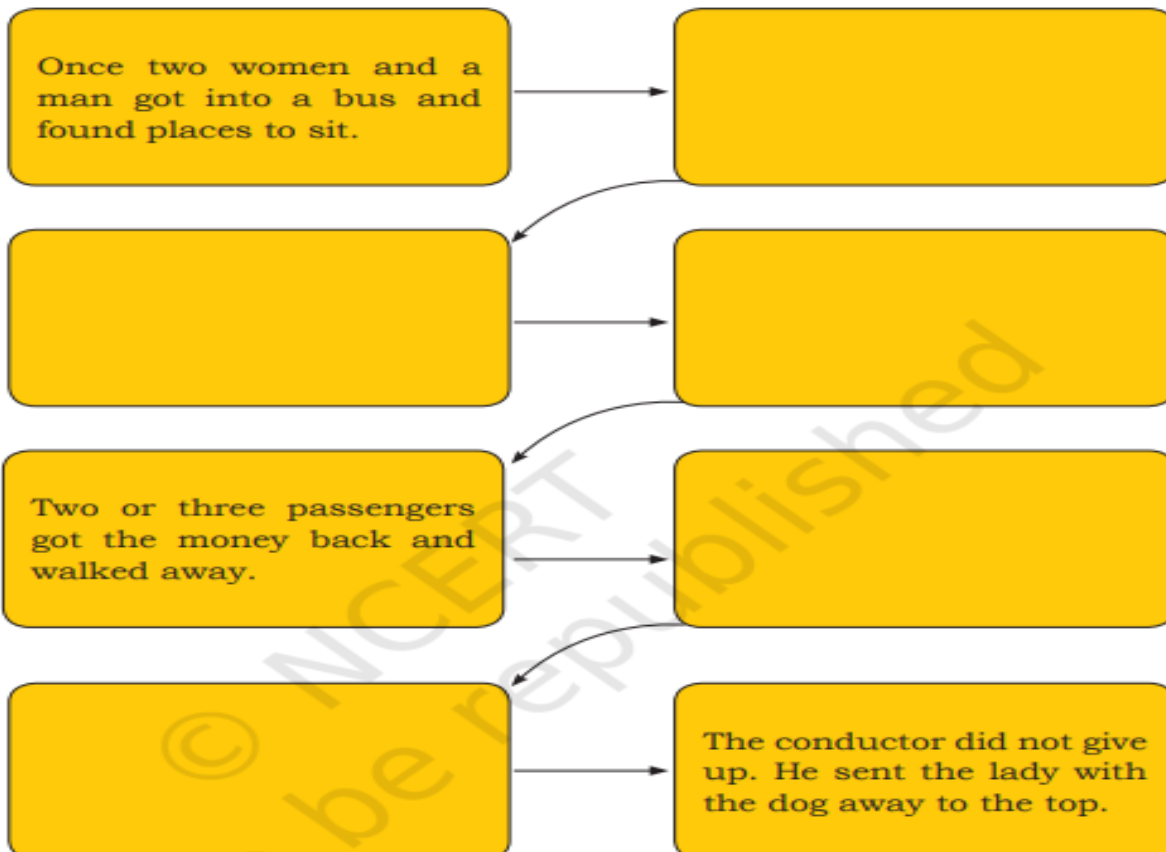 Once two women and a
man got into a bus and
found places to sit.
Two or three passengers
got the money back and
walked away.
The conductor did not give
up. He sent the lady with
the dog away to the top.
© NCERT
be republished